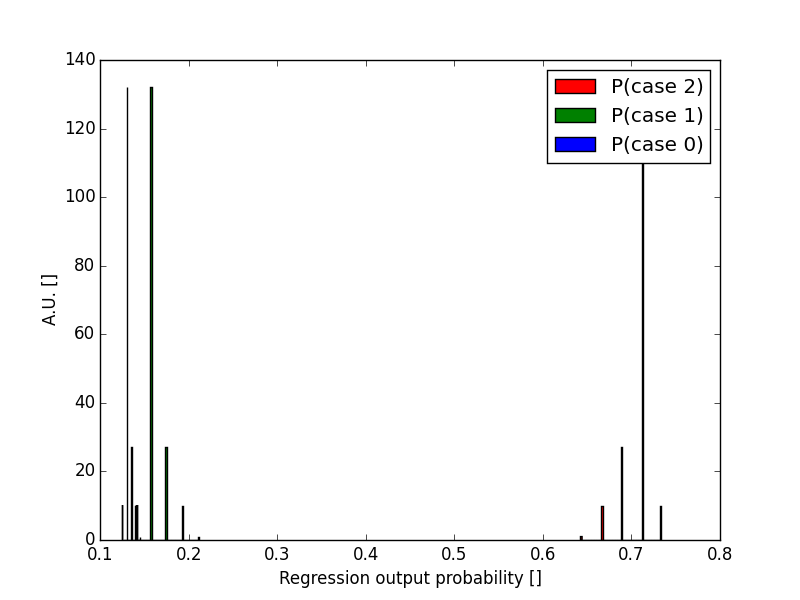 140
120
100
80
60
40
20
0
A.U. []
P(case 2)
P(case 1)
P(case 0)
0.1 0.2 0.3 0.4 0.5 0.6 0.7 0.8
Regression output probability []